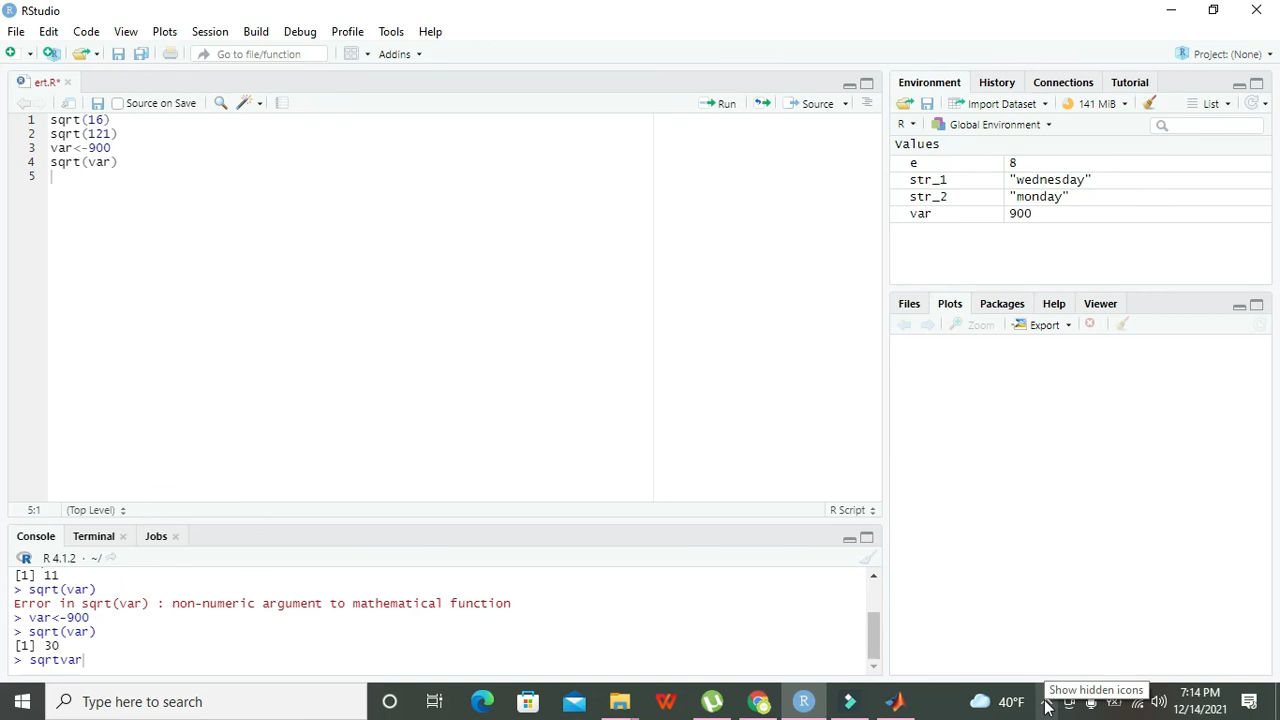 RStudio
File Edit Code View Plots Session Build Debug Profile Tools Help
Go to file/function Addins Project: (None)
ert.R*
Source on Save Run Source
1 sqrt(16)
2 sqrt(121)
3 var<-900
4 sqrt(var)
5
5:1 (Top Level) R Script
Console Terminal Jobs
R 4.1.2 · ~/
[1] 11
> sqrt(var)
Error in sqrt(var) : non-numeric argument to mathematical function
> var<-900
> sqrt(var)
[1] 30
> sqrtvar
Environment History Connections Tutorial
Import Dataset 141 MiB List
R Global Environment
Values
e 8
str_1 "wednesday"
str_2 "monday"
var 900
Files Plots Packages Help Viewer
Zoom Export
Show hidden icons
Type here to search 40°F 7:14 PM
12/14/2021